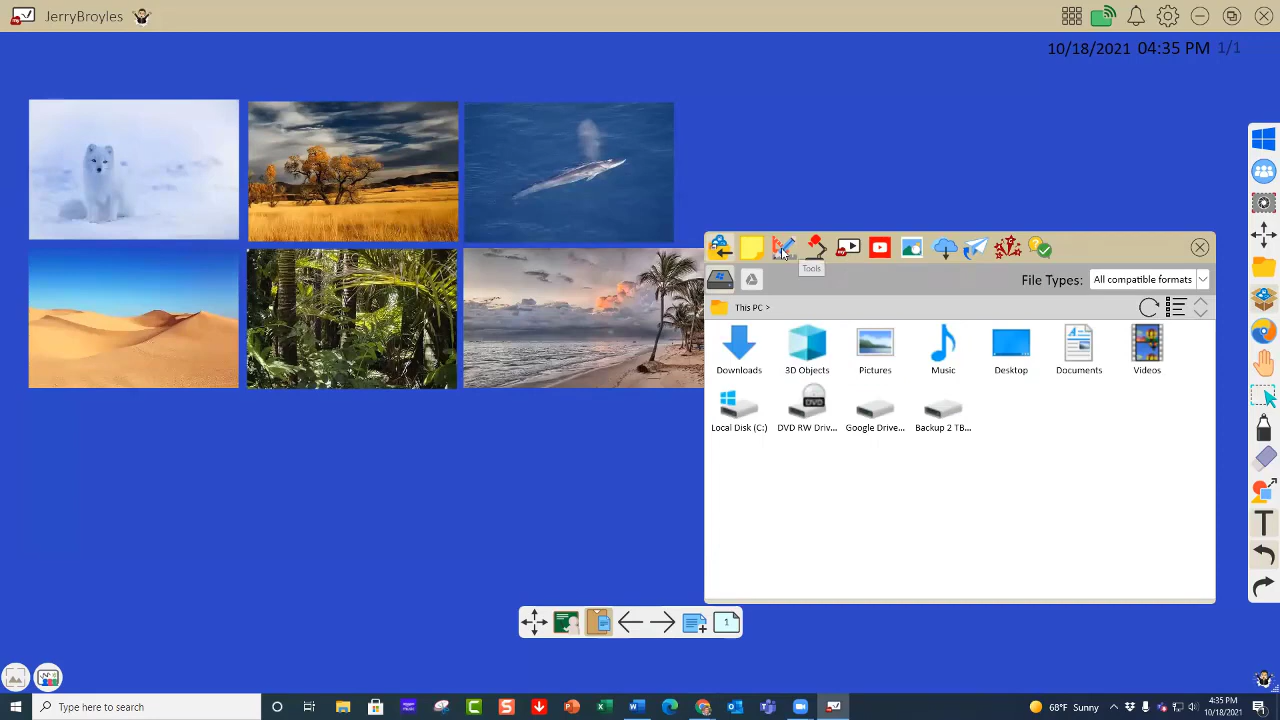 JerryBroyles
10/18/2021 04:35 PM 1/1
Tools
File Types: All compatible formats
This PC >
Downloads 3D Objects Pictures Music Desktop Documents Videos
DVD
Local Disk (C:) DVD RW Driv... Google Drive... Backup 2 TB...
T
1
Type here to search
68°F Sunny
4:35 PM
10/18/2021